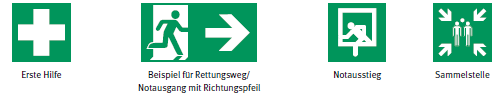 Erste Hilfe
Beispiel für Rettungsweg/
Notausgang mit Richtungspfeil
Notausstieg
Sammelstelle